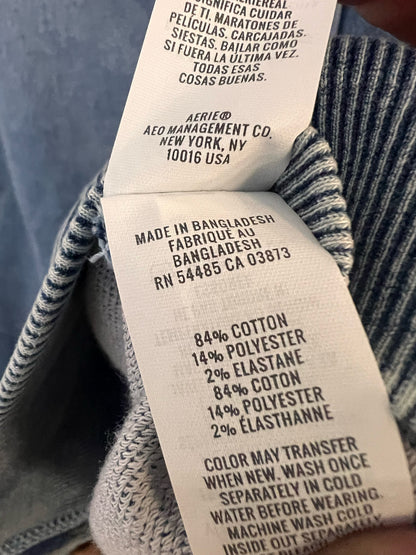 SIGNIFICA CUIDAR
DE TI. MARATONES DE
PELÍCULAS. CARCAJADAS.
SIESTAS. BAILAR COMO
SI FUERA LA ÚLTIMA VEZ.
TODAS ESAS
COSAS BUENAS.
AERIE®
AEO MANAGEMENT CO.
NEW YORK, NY
10016 USA
MADE IN BANGLADESH
FABRIQUÉ AU
BANGLADESH
RN 54485 CA 03873
84% COTTON
14% POLYESTER
2% ELASTANE
84% COTON
14% POLYESTER
2% ÉLASTHANNE
COLOR MAY TRANSFER
WHEN NEW. WASH ONCE
SEPARATELY IN COLD
WATER BEFORE WEARING.
MACHINE WASH COLD
INSIDE OUT SEPARATELY